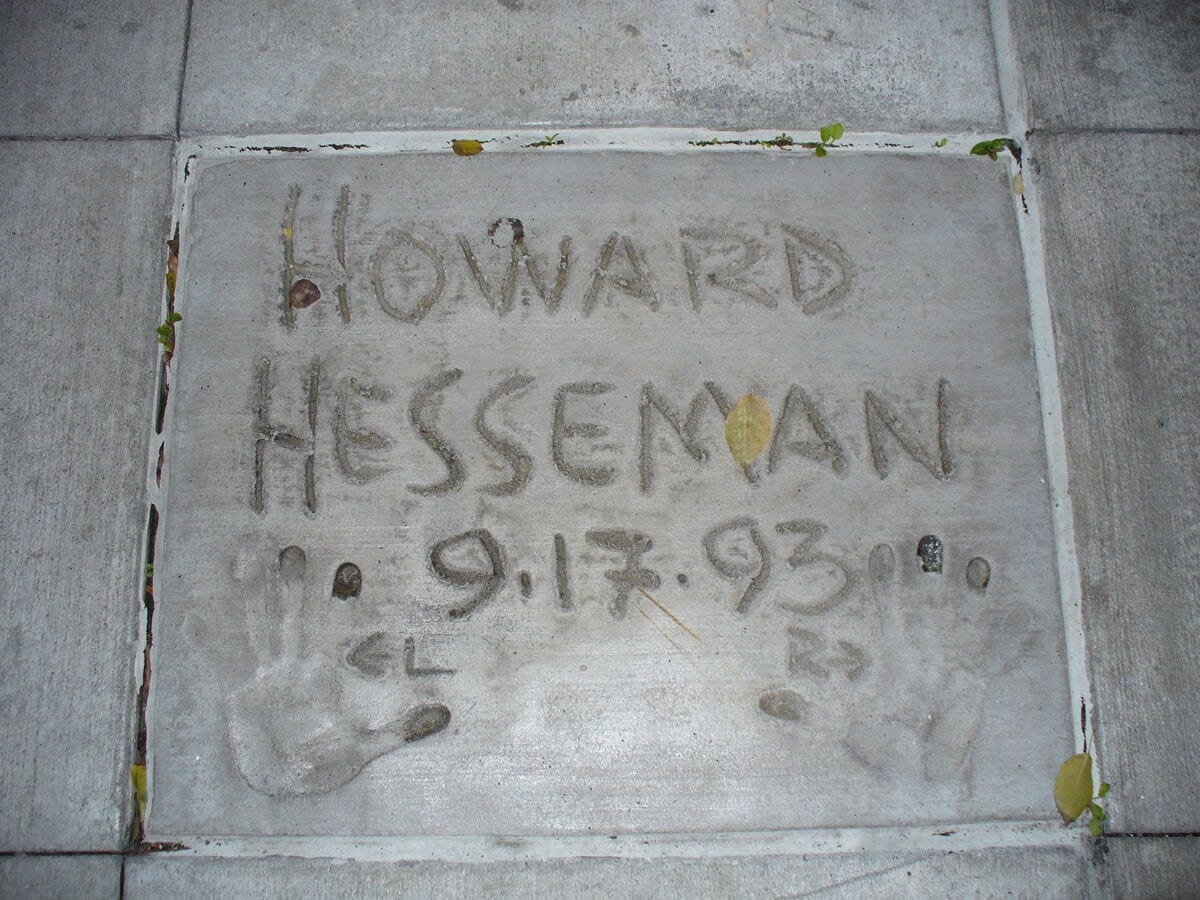 HOWARD
HESSEMAN
9.17.93
←L R→